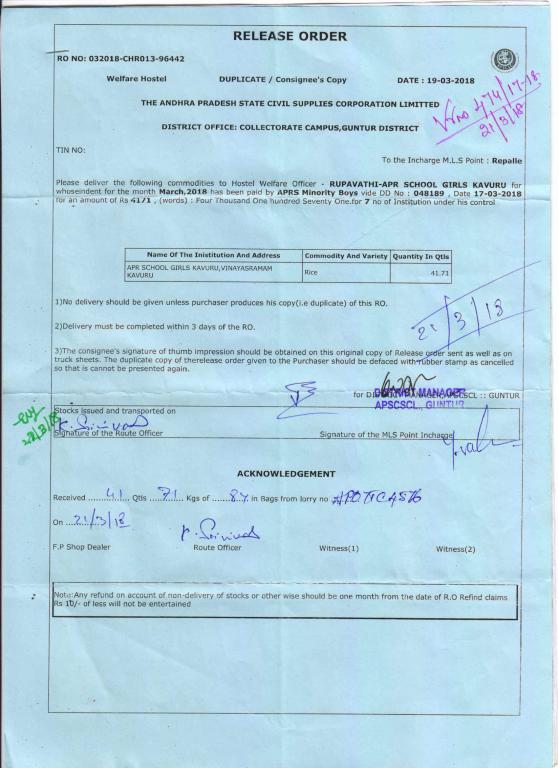 RELEASE ORDER
RO NO: 032018-CHR013-96442
Welfare Hostel DUPLICATE / Consignee's Copy DATE : 19-03-2018
474/17-18
21/3/18
THE ANDHRA PRADESH STATE CIVIL SUPPLIES CORPORATION LIMITTED
DISTRICT OFFICE: COLLECTORATE CAMPUS,GUNTUR DISTRICT
TIN NO:
To the Incharge M.L.S Point : Repalle
Please deliver the following commodities to Hostel Welfare Officer - RUPAVATHI-APR SCHOOL GIRLS KAVURU for
whoseindent for the month March,2018 has been paid by APRS Minority Boys vide DD No : 048189 , Date 17-03-2018
for an amount of Rs 4171 , (words) : Four Thousand One hundred Seventy One.for 7 no of Institution under his control
Name Of The Inistitution And Address Commodity And Variety Quantity In Qtls
APR SCHOOL GIRLS KAVURU,VINAYASRAMAM
KAVURU Rice 41.71
1)No delivery should be given unless purchaser produces his copy(i.e duplicate) of this RO.
21/3/18
2)Delivery must be completed within 3 days of the RO.
3)The consignee's signature of thumb impression should be obtained on this original copy of Release order sent as well as on
truck sheets. The duplicate copy of therelease order given to the Purchaser should be defaced with rubber stamp as cancelled
so that is cannot be presented again.
for DISTRICT MANAGER,APSCSCL :: GUNTUR
DISTRICT MANAGER
APSCSCL., GUNTUR
Stocks issued and transported on
K. Srinivas
Signature of the Route Officer Signature of the MLS Point Incharge
ACKNOWLEDGEMENT
Received 41 Qtls 71 Kgs of 84 in Bags from lorry no
On 21/3/18
K. Srinivas
F.P Shop Dealer Route Officer Witness(1) Witness(2)
Note:Any refund on account of non-delivery of stocks or other wise should be one month from the date of R.O Refind claims
Rs 10/- of less will not be entertained